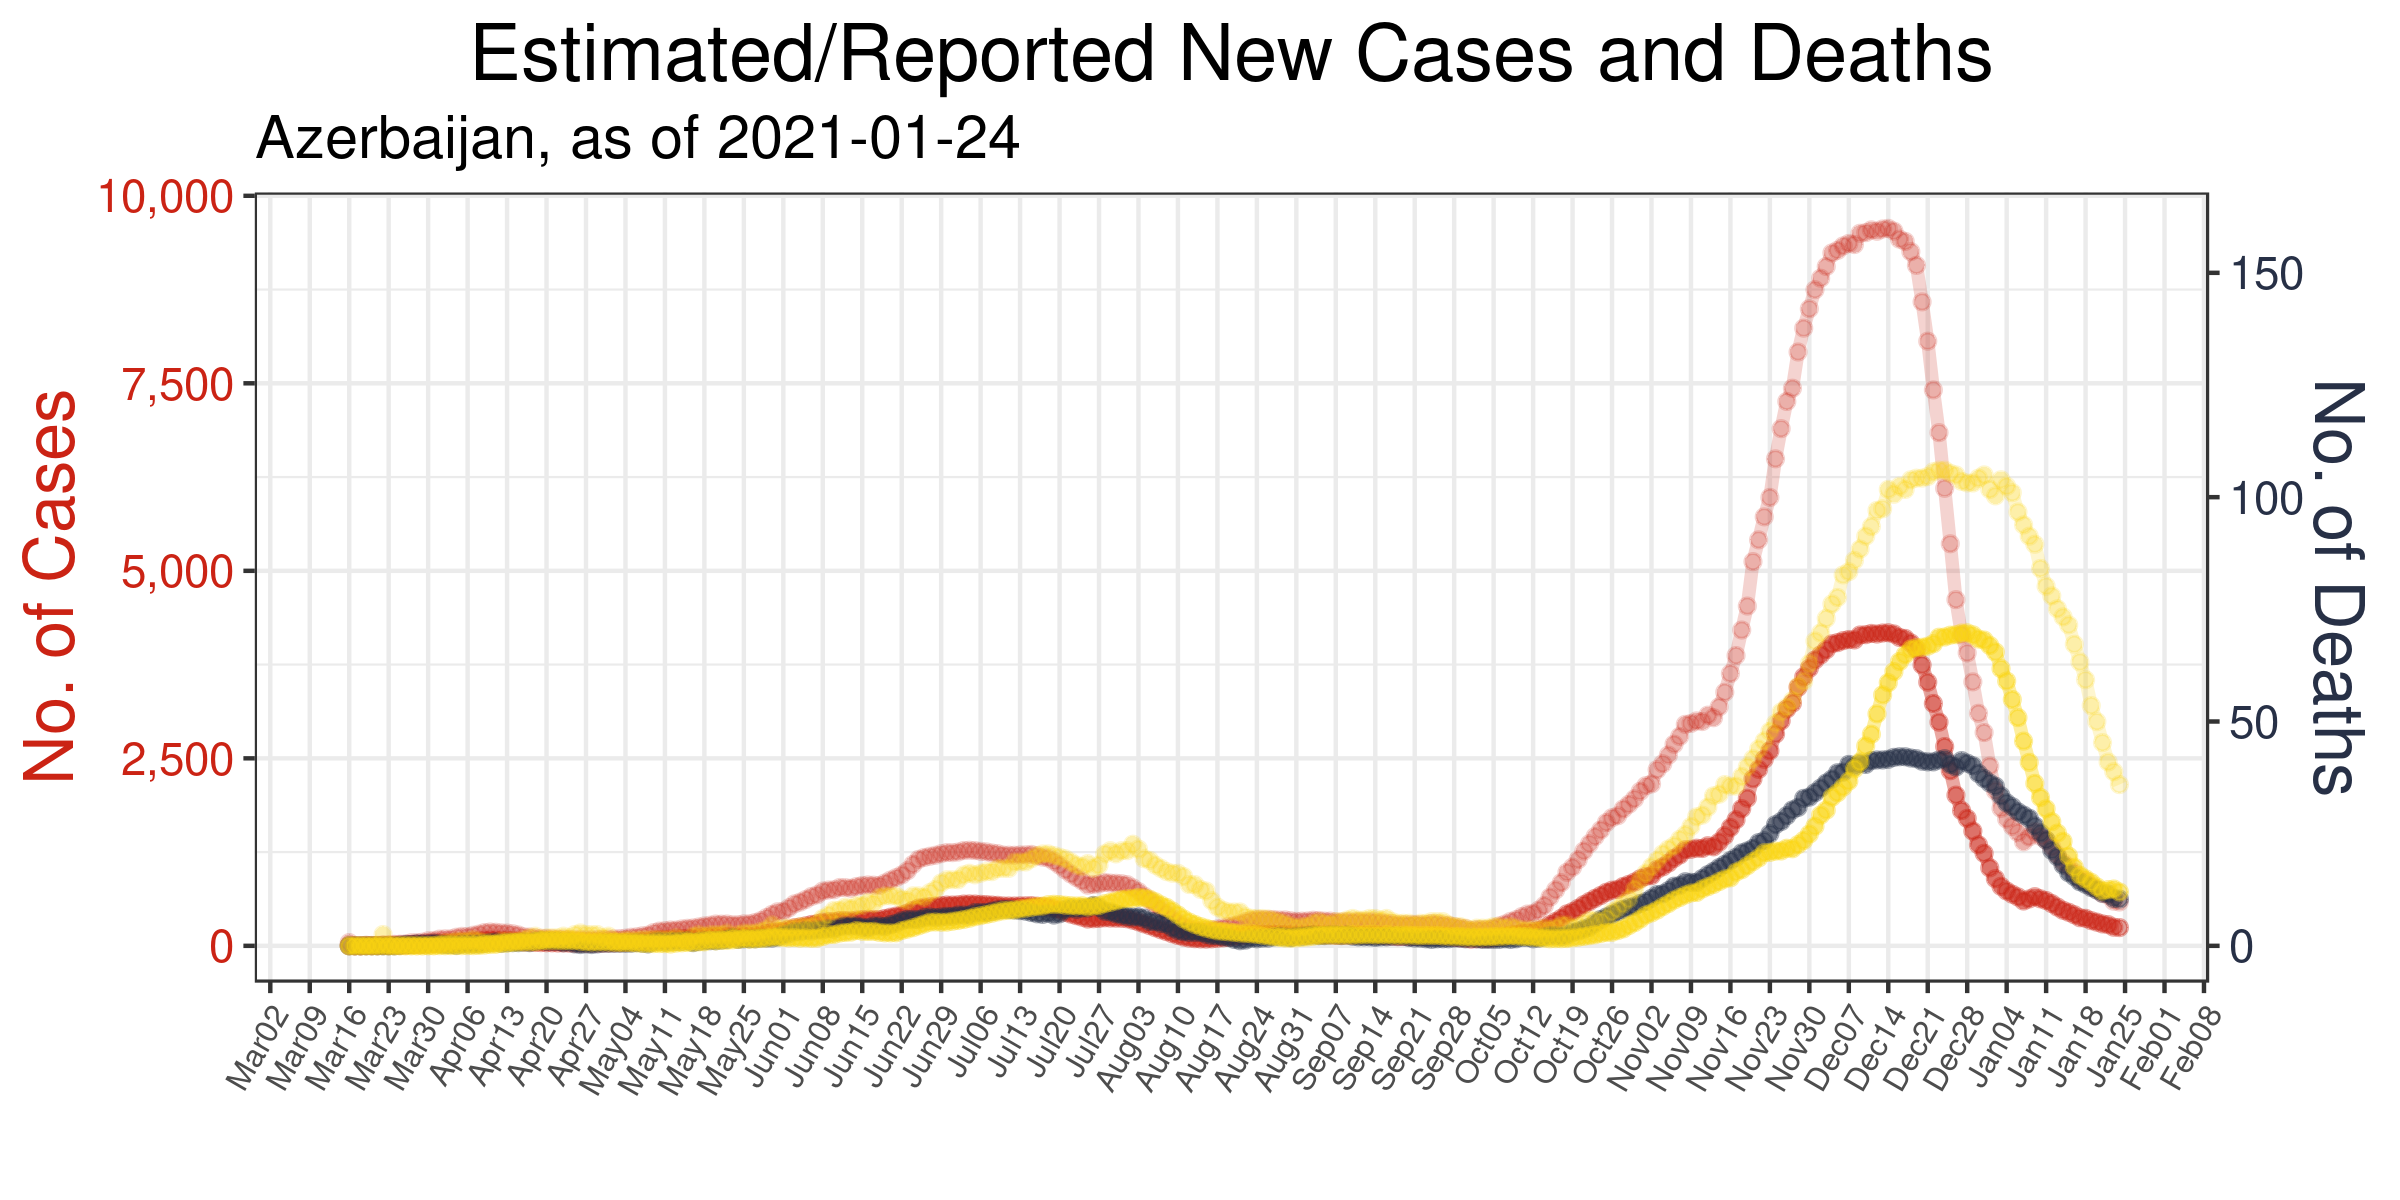 Estimated/Reported New Cases and Deaths
Azerbaijan, as of 2021-01-24
No. of Cases
10,000
7,500
5,000
2,500
0
150
100
50
0
No. of Deaths
Mar02
Mar09
Mar16
Mar23
Mar30
Apr06
Apr13
Apr20
Apr27
May04
May11
May18
May25
Jun01
Jun08
Jun15
Jun22
Jun29
Jul06
Jul13
Jul20
Jul27
Aug03
Aug10
Aug17
Aug24
Aug31
Sep07
Sep14
Sep21
Sep28
Oct05
Oct12
Oct19
Oct26
Nov02
Nov09
Nov16
Nov23
Nov30
Dec07
Dec14
Dec21
Dec28
Jan04
Jan11
Jan18
Jan25
Feb01
Feb08